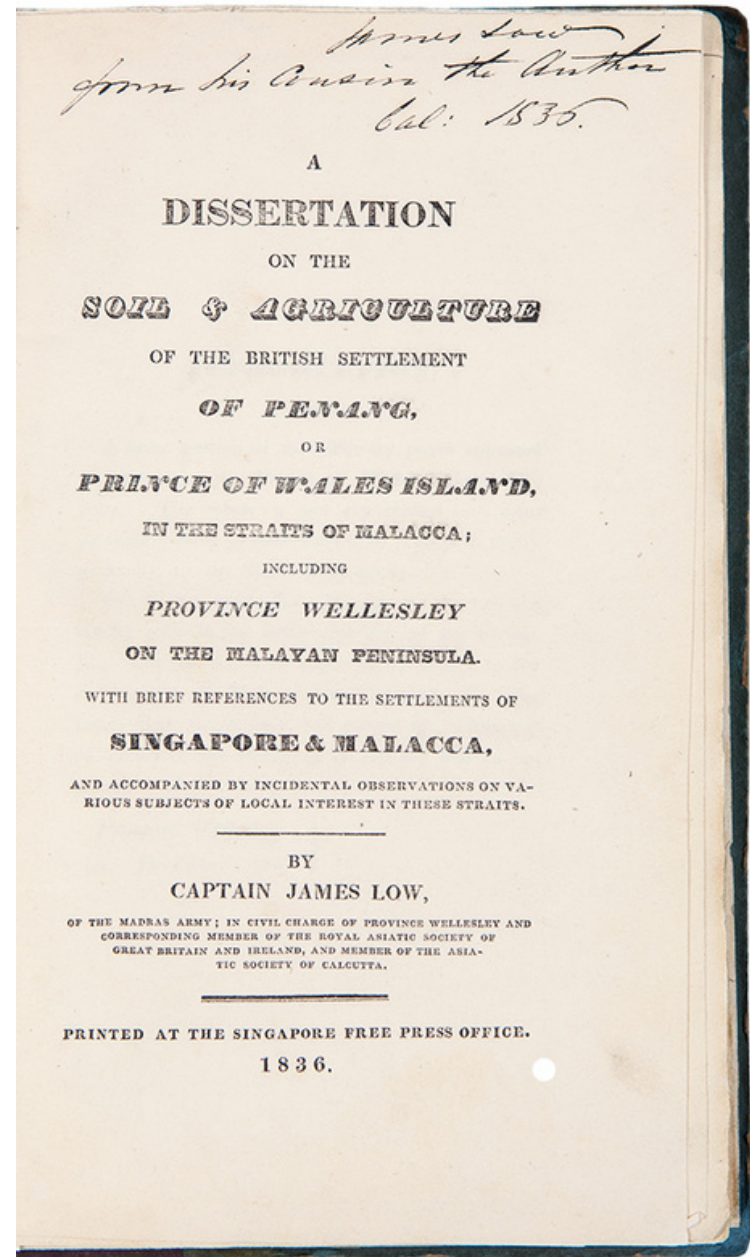 James Low
from his Cousin the Author
Cal: 1836.
A
DISSERTATION
ON THE
SOIL & AGRICULTURE
OF THE BRITISH SETTLEMENT
OF PENANG,
OR
PRINCE OF WALES ISLAND,
IN THE STRAITS OF MALACCA;
INCLUDING
PROVINCE WELLESLEY
ON THE MALAYAN PENINSULA.
WITH BRIEF REFERENCES TO THE SETTLEMENTS OF
SINGAPORE & MALACCA,
AND ACCOMPANIED BY INCIDENTAL OBSERVATIONS ON VA-
RIOUS SUBJECTS OF LOCAL INTEREST IN THESE STRAITS.
BY
CAPTAIN JAMES LOW,
OF THE MADRAS ARMY; IN CIVIL CHARGE OF PROVINCE WELLESLEY AND
CORRESPONDING MEMBER OF THE ROYAL ASIATIC SOCIETY OF
GREAT BRITAIN AND IRELAND, AND MEMBER OF THE ASIA-
TIC SOCIETY OF CALCUTTA.
PRINTED AT THE SINGAPORE FREE PRESS OFFICE.
1836.